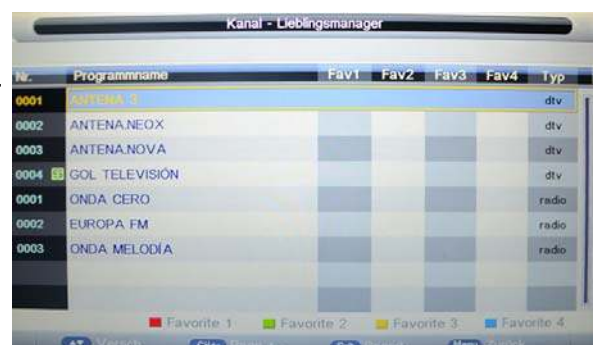 Kanal - Lieblingsmanager
Nr. Programmname Fav1 Fav2 Fav3 Fav4 Typ
0001 ANTENA 3 dtv
0002 ANTENA.NEOX dtv
0003 ANTENA.NOVA dtv
0004 GOL TELEVISIÓN dtv
0001 ONDA CERO radio
0002 EUROPA FM radio
0003 ONDA MELODÍA radio
Favorite 1 Favorite 2 Favorite 3 Favorite 4